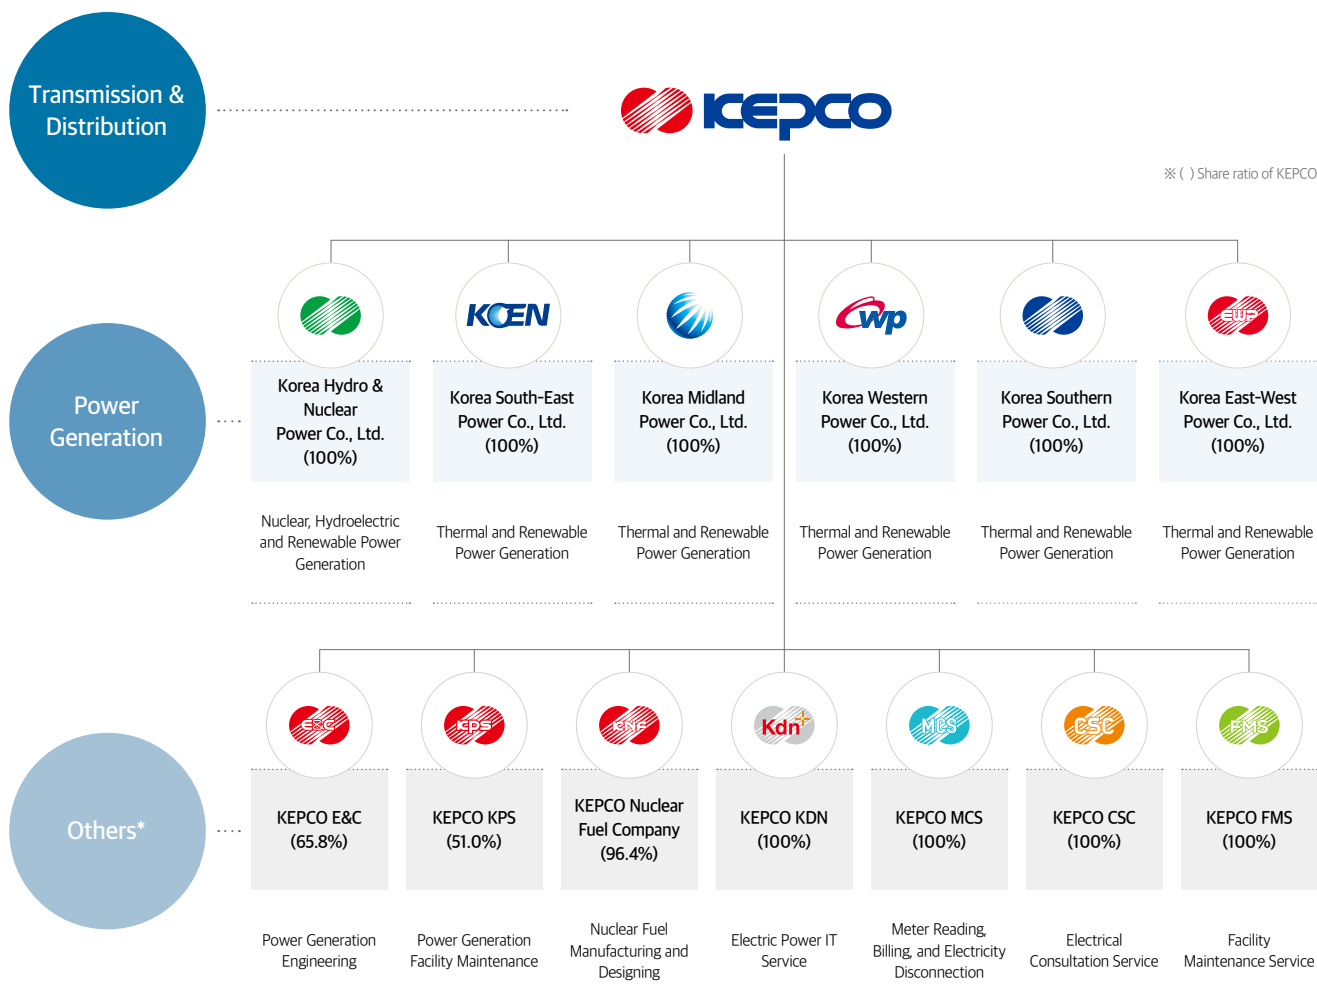 Transmission &
Distribution
KEPCO
※ ( ) Share ratio of KEPCO
Power
Generation
KOEN
wp
EWP
Korea Hydro &
Nuclear
Power Co., Ltd.
(100%)
Korea South-East
Power Co., Ltd.
(100%)
Korea Midland
Power Co., Ltd.
(100%)
Korea Western
Power Co., Ltd.
(100%)
Korea Southern
Power Co., Ltd.
(100%)
Korea East-West
Power Co., Ltd.
(100%)
Nuclear, Hydroelectric
and Renewable Power
Generation
Thermal and Renewable
Power Generation
Thermal and Renewable
Power Generation
Thermal and Renewable
Power Generation
Thermal and Renewable
Power Generation
Thermal and Renewable
Power Generation
Others*
E&C
KPS
KNF
Kdn+
MCS
CSC
FMS
KEPCO E&C
(65.8%)
KEPCO KPS
(51.0%)
KEPCO Nuclear
Fuel Company
(96.4%)
KEPCO KDN
(100%)
KEPCO MCS
(100%)
KEPCO CSC
(100%)
KEPCO FMS
(100%)
Power Generation
Engineering
Power Generation
Facility Maintenance
Nuclear Fuel
Manufacturing and
Designing
Electric Power IT
Service
Meter Reading,
Billing, and Electricity
Disconnection
Electrical
Consultation Service
Facility
Maintenance Service